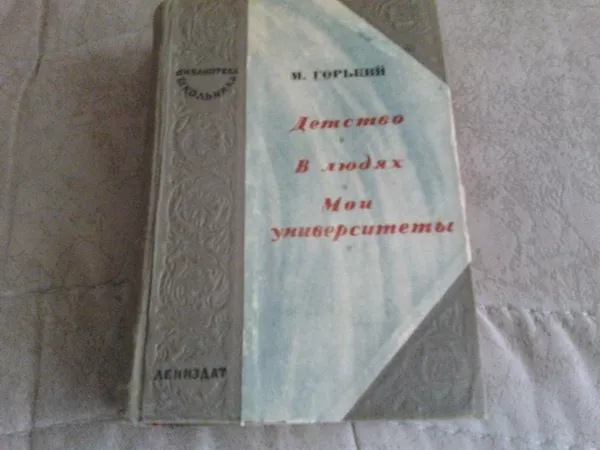 БИБЛИОТЕКА
ШКОЛЬНИКА
М. ГОРЬКИЙ
Детство
В людях
Мои
университеты
ЛЕНИЗДАТ